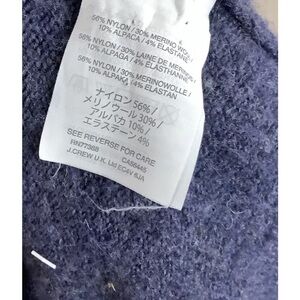 56% NYLON / 30% MERINO WOOL /
10% ALPACA / 4% ELASTANE
56% NYLON / 30% LAINE DE MERINOS /
10% ALPAGA / 4% ELASTHANNE
56% NYLON / 30% MERINOWOLLE /
10% ALPAKA / 4% ELASTAN
ナイロン 56% /
メリノウール 30% /
アルパカ 10% /
エラステーン 4%
SEE REVERSE FOR CARE
RN77388 CA56445
J.CREW U.K. Ltd EC4V 6JA